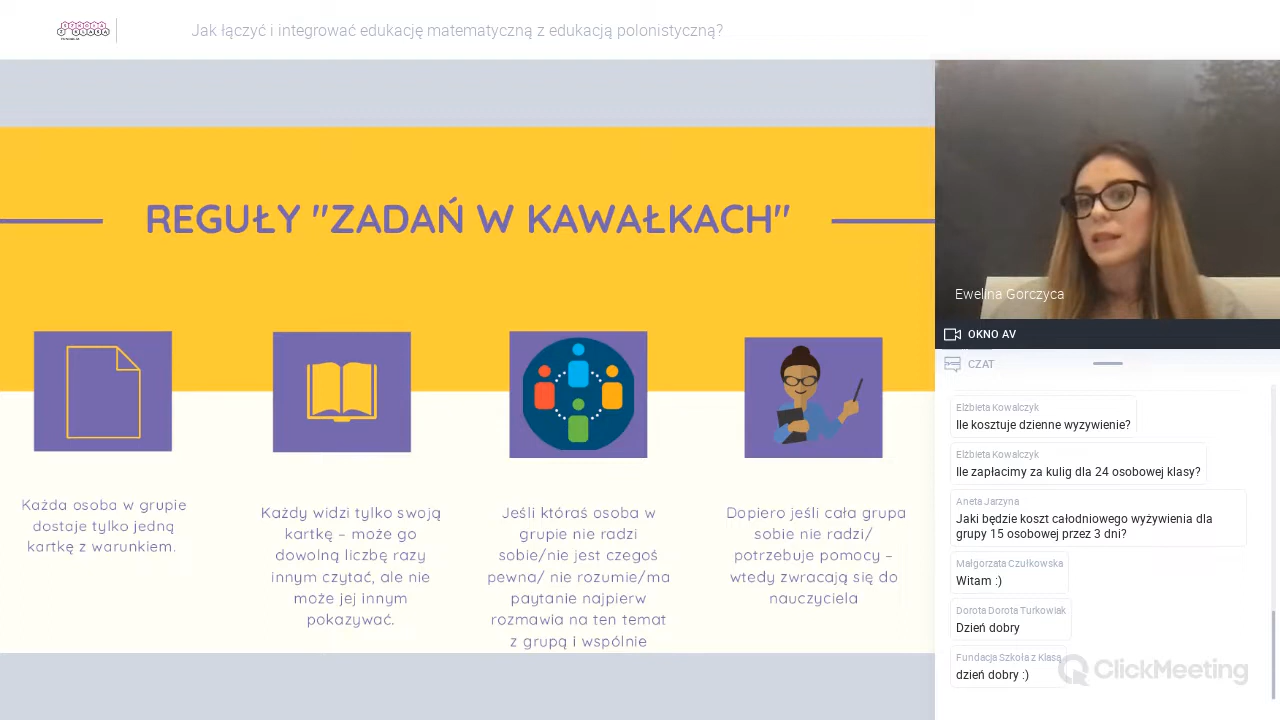 SZKOŁA
Z KLASĄ
Jak łączyć i integrować edukację matematyczną z edukacją polonistyczną?
REGUŁY "ZADAŃ W KAWAŁKACH"
Każda osoba w grupie
dostaje tylko jedną
kartkę z warunkiem.
Każdy widzi tylko swoją
kartkę – może go
dowolną liczbę razy
innym czytać, ale nie
może jej innym
pokazywać.
Jeśli któraś osoba w
grupie nie radzi
sobie/nie jest czegoś
pewna/ nie rozumie/ma
paytanie najpierw
rozmawia na ten temat
z grupą i wspólnie
Dopiero jeśli cała grupa
sobie nie radzi/
potrzebuje pomocy –
wtedy zwracają się do
nauczyciela
Ewelina Gorczyca
OKNO AV
CZAT
Elżbieta Kowalczyk
Ile kosztuje dzienne wyzywienie?
Elżbieta Kowalczyk
Ile zapłacimy za kulig dla 24 osobowej klasy?
Aneta Jarzyna
Jaki będzie koszt całodniowego wyżywienia dla
grupy 15 osobowej przez 3 dni?
Małgorzata Czułkowska
Witam :)
Dorota Dorota Turkowiak
Dzień dobry
Fundacja Szkoła z Klasą
dzień dobry :)
ClickMeeting